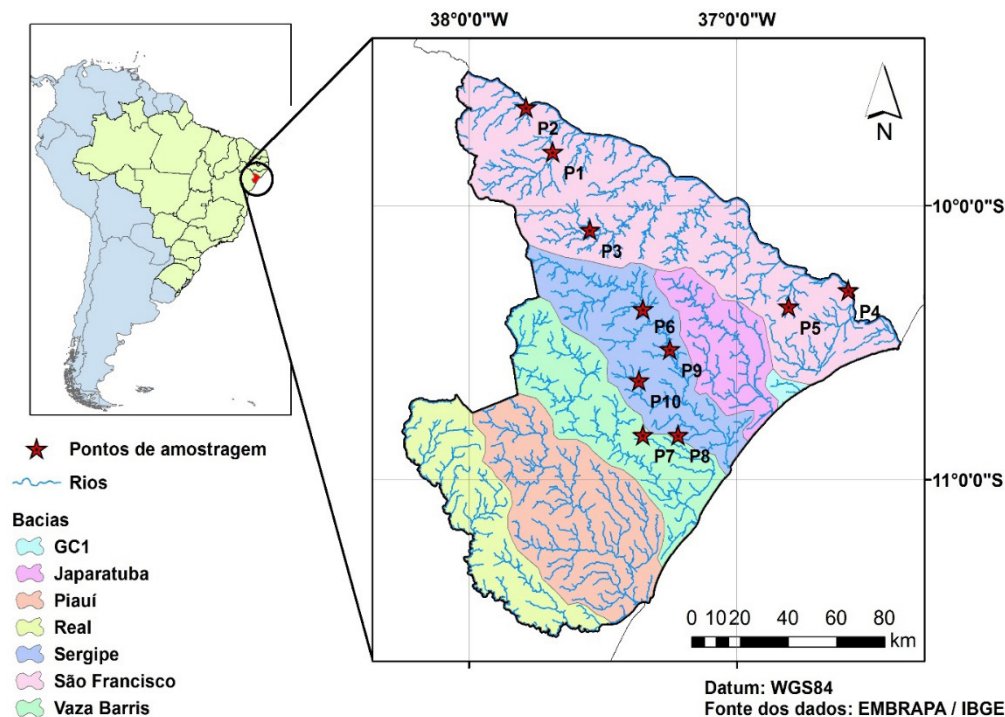 38°0'0"W
37°0'0"W
N
P2
P1
10°0'0"S
P3
P4
P5
P6
P9
P10
P7
P8
11°0'0"S
Pontos de amostragem
Rios
Bacias
GC1
Japaratuba
Piauí
Real
Sergipe
São Francisco
Vaza Barris
0 10 20 40 60 80
km
Datum: WGS84
Fonte dos dados: EMBRAPA / IBGE